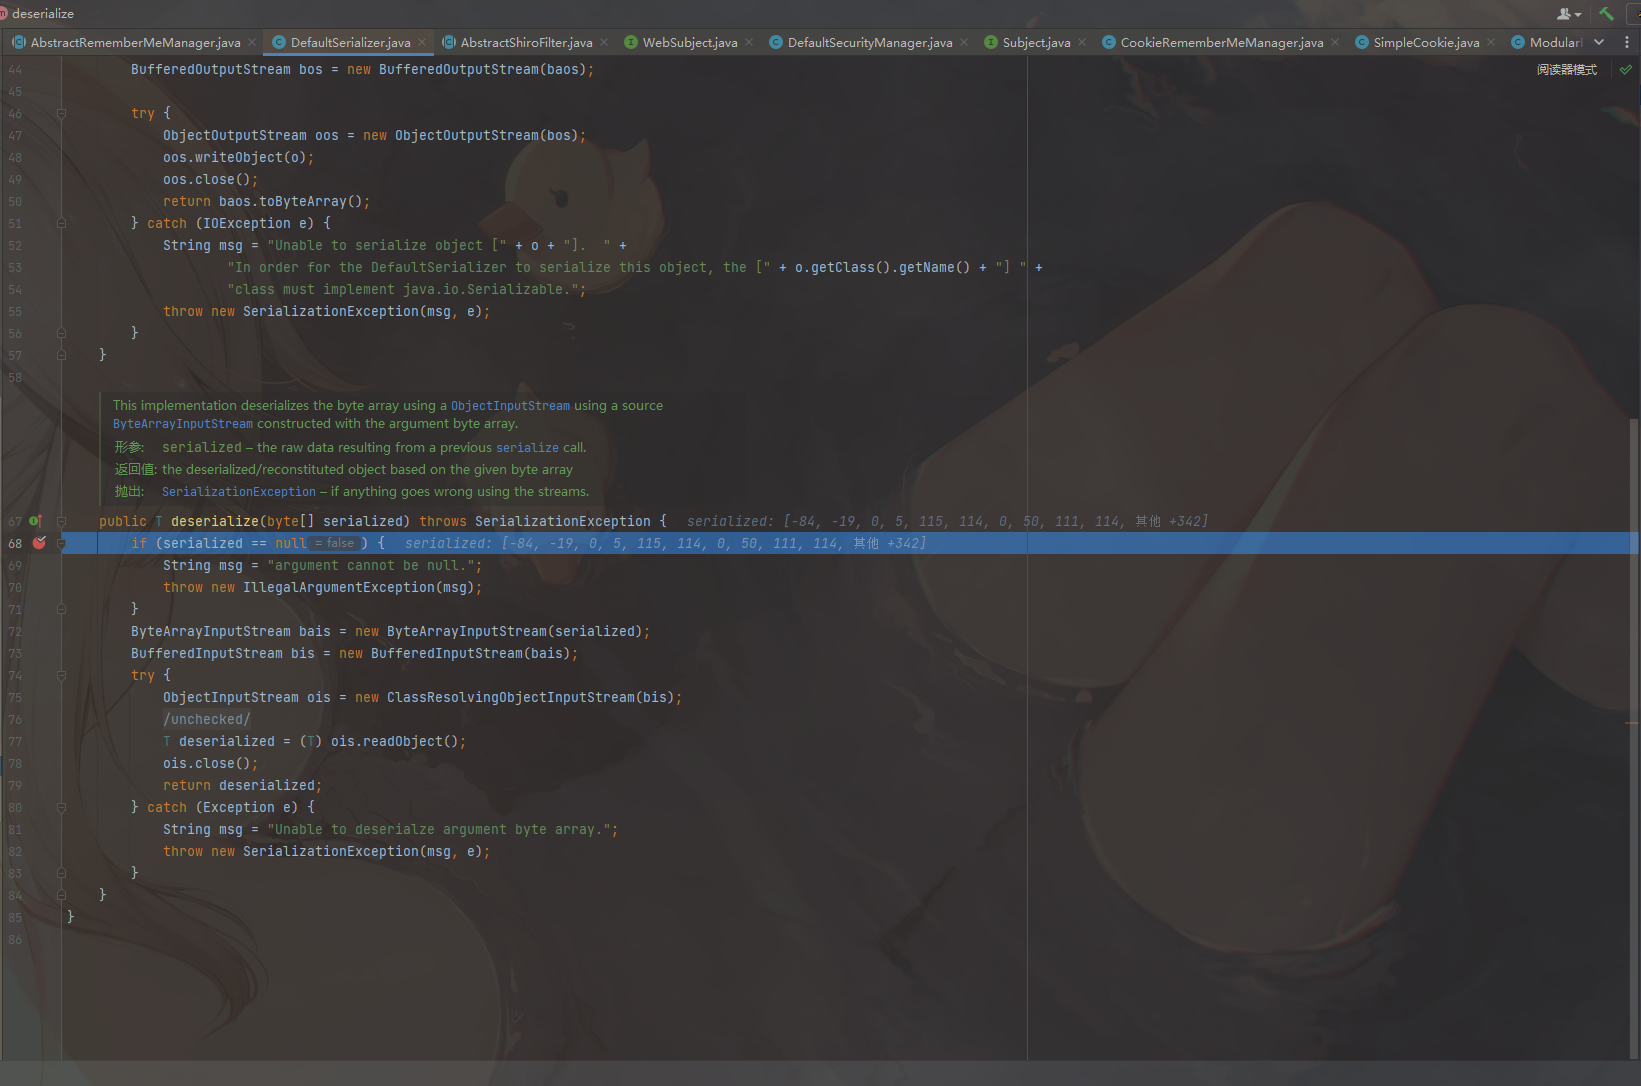 deserialize
AbstractRememberMeManager.java DefaultSerializer.java AbstractShiroFilter.java WebSubject.java DefaultSecurityManager.java Subject.java CookieRememberMeManager.java SimpleCookie.java Modular
阅读器模式
44 BufferedOutputStream bos = new BufferedOutputStream(baos);
45
46 try {
47 ObjectOutputStream oos = new ObjectOutputStream(bos);
48 oos.writeObject(o);
49 oos.close();
50 return baos.toByteArray();
51 } catch (IOException e) {
52 String msg = "Unable to serialize object [" + o + "].  " +
53 "In order for the DefaultSerializer to serialize this object, the [" + o.getClass().getName() + "] " +
54 "class must implement java.io.Serializable.";
55 throw new SerializationException(msg, e);
56 }
57 }
58
This implementation deserializes the byte array using a ObjectInputStream using a source
ByteArrayInputStream constructed with the argument byte array.
形参: serialized – the raw data resulting from a previous serialize call.
返回值: the deserialized/reconstituted object based on the given byte array
抛出: SerializationException – if anything goes wrong using the streams.
67 public T deserialize(byte[] serialized) throws SerializationException { serialized: [-84, -19, 0, 5, 115, 114, 0, 50, 111, 114, 其他 +342]
68 if (serialized == null = false ) { serialized: [-84, -19, 0, 5, 115, 114, 0, 50, 111, 114, 其他 +342]
69 String msg = "argument cannot be null.";
70 throw new IllegalArgumentException(msg);
71 }
72 ByteArrayInputStream bais = new ByteArrayInputStream(serialized);
73 BufferedInputStream bis = new BufferedInputStream(bais);
74 try {
75 ObjectInputStream ois = new ClassResolvingObjectInputStream(bis);
76 /unchecked/
77 T deserialized = (T) ois.readObject();
78 ois.close();
79 return deserialized;
80 } catch (Exception e) {
81 String msg = "Unable to deserialze argument byte array.";
82 throw new SerializationException(msg, e);
83 }
84 }
85 }
86